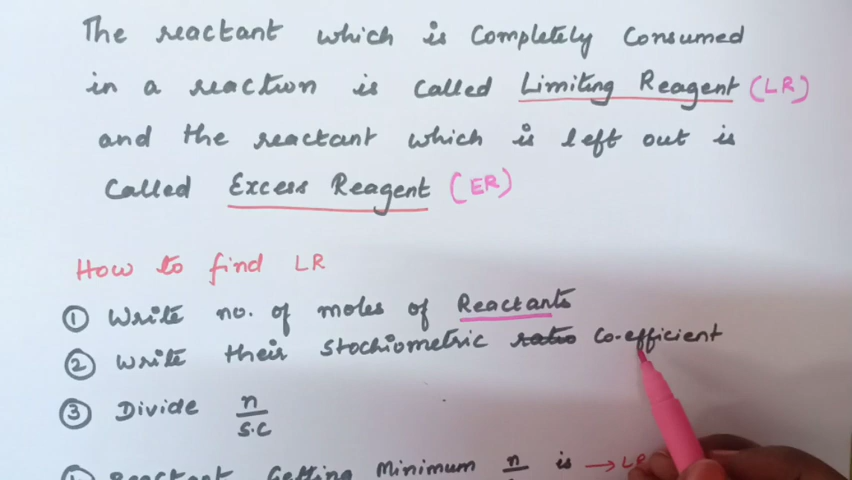 The reactant which is completely consumed
in a reaction is called Limiting Reagent (LR)
and the reactant which is left out is
called Excess Reagent (ER)
How to find LR
① Write no. of moles of Reactants
② Write their stochiometric ratio Co-efficient
③ Divide n/S.C
④ Reactant Getting Minimum n is → LR